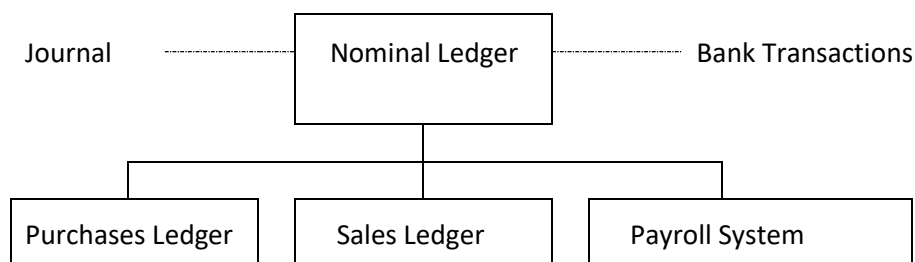 Journal Nominal Ledger Bank Transactions
Purchases Ledger Sales Ledger Payroll System